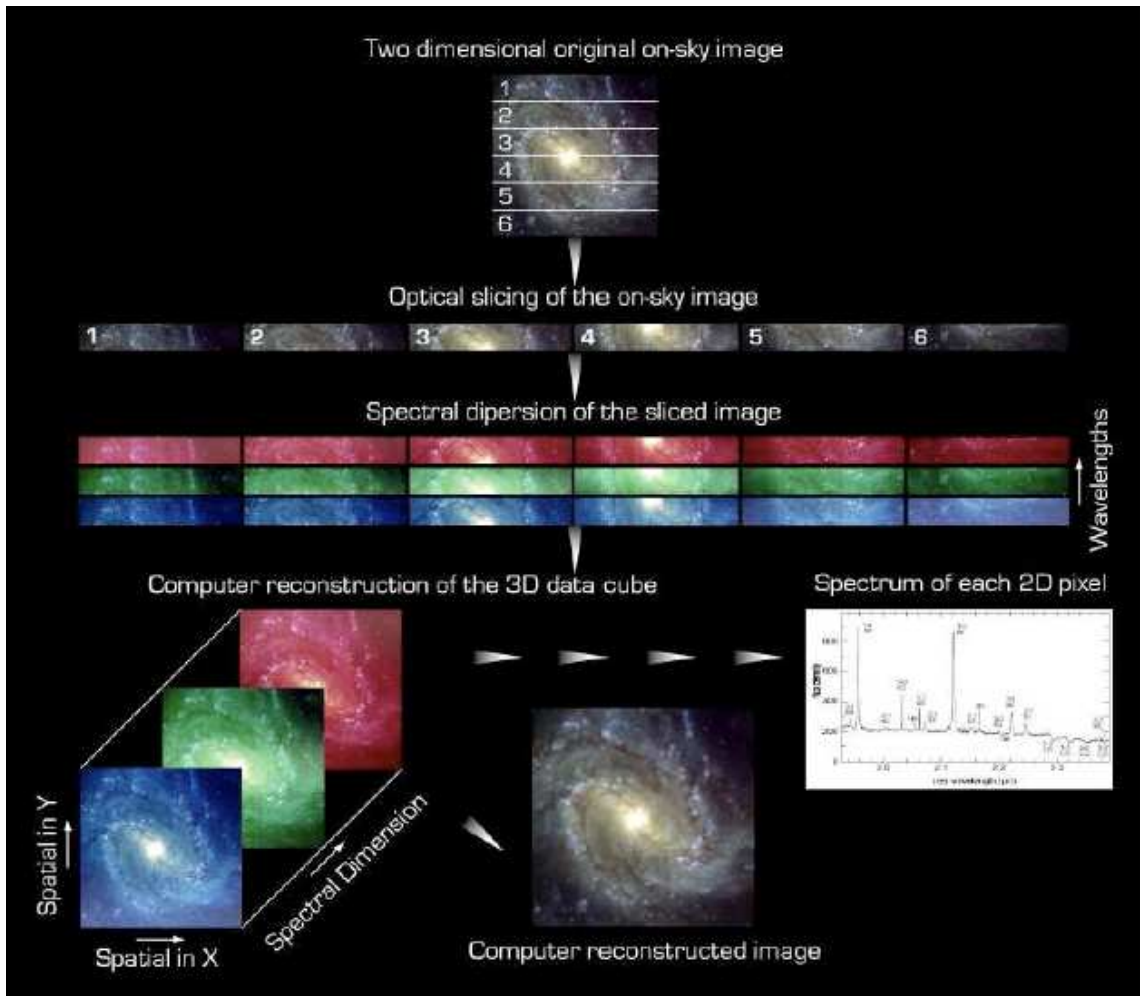 Two dimensional original on-sky image
1
2
3
4
5
6
Optical slicing of the on-sky image
1 2 3 4 5 6
Spectral dipersion of the sliced image
Wavelengths
Computer reconstruction of the 3D data cube
Spectrum of each 2D pixel
Spatial in Y
Spatial in X
Spectral Dimension
Computer reconstructed image